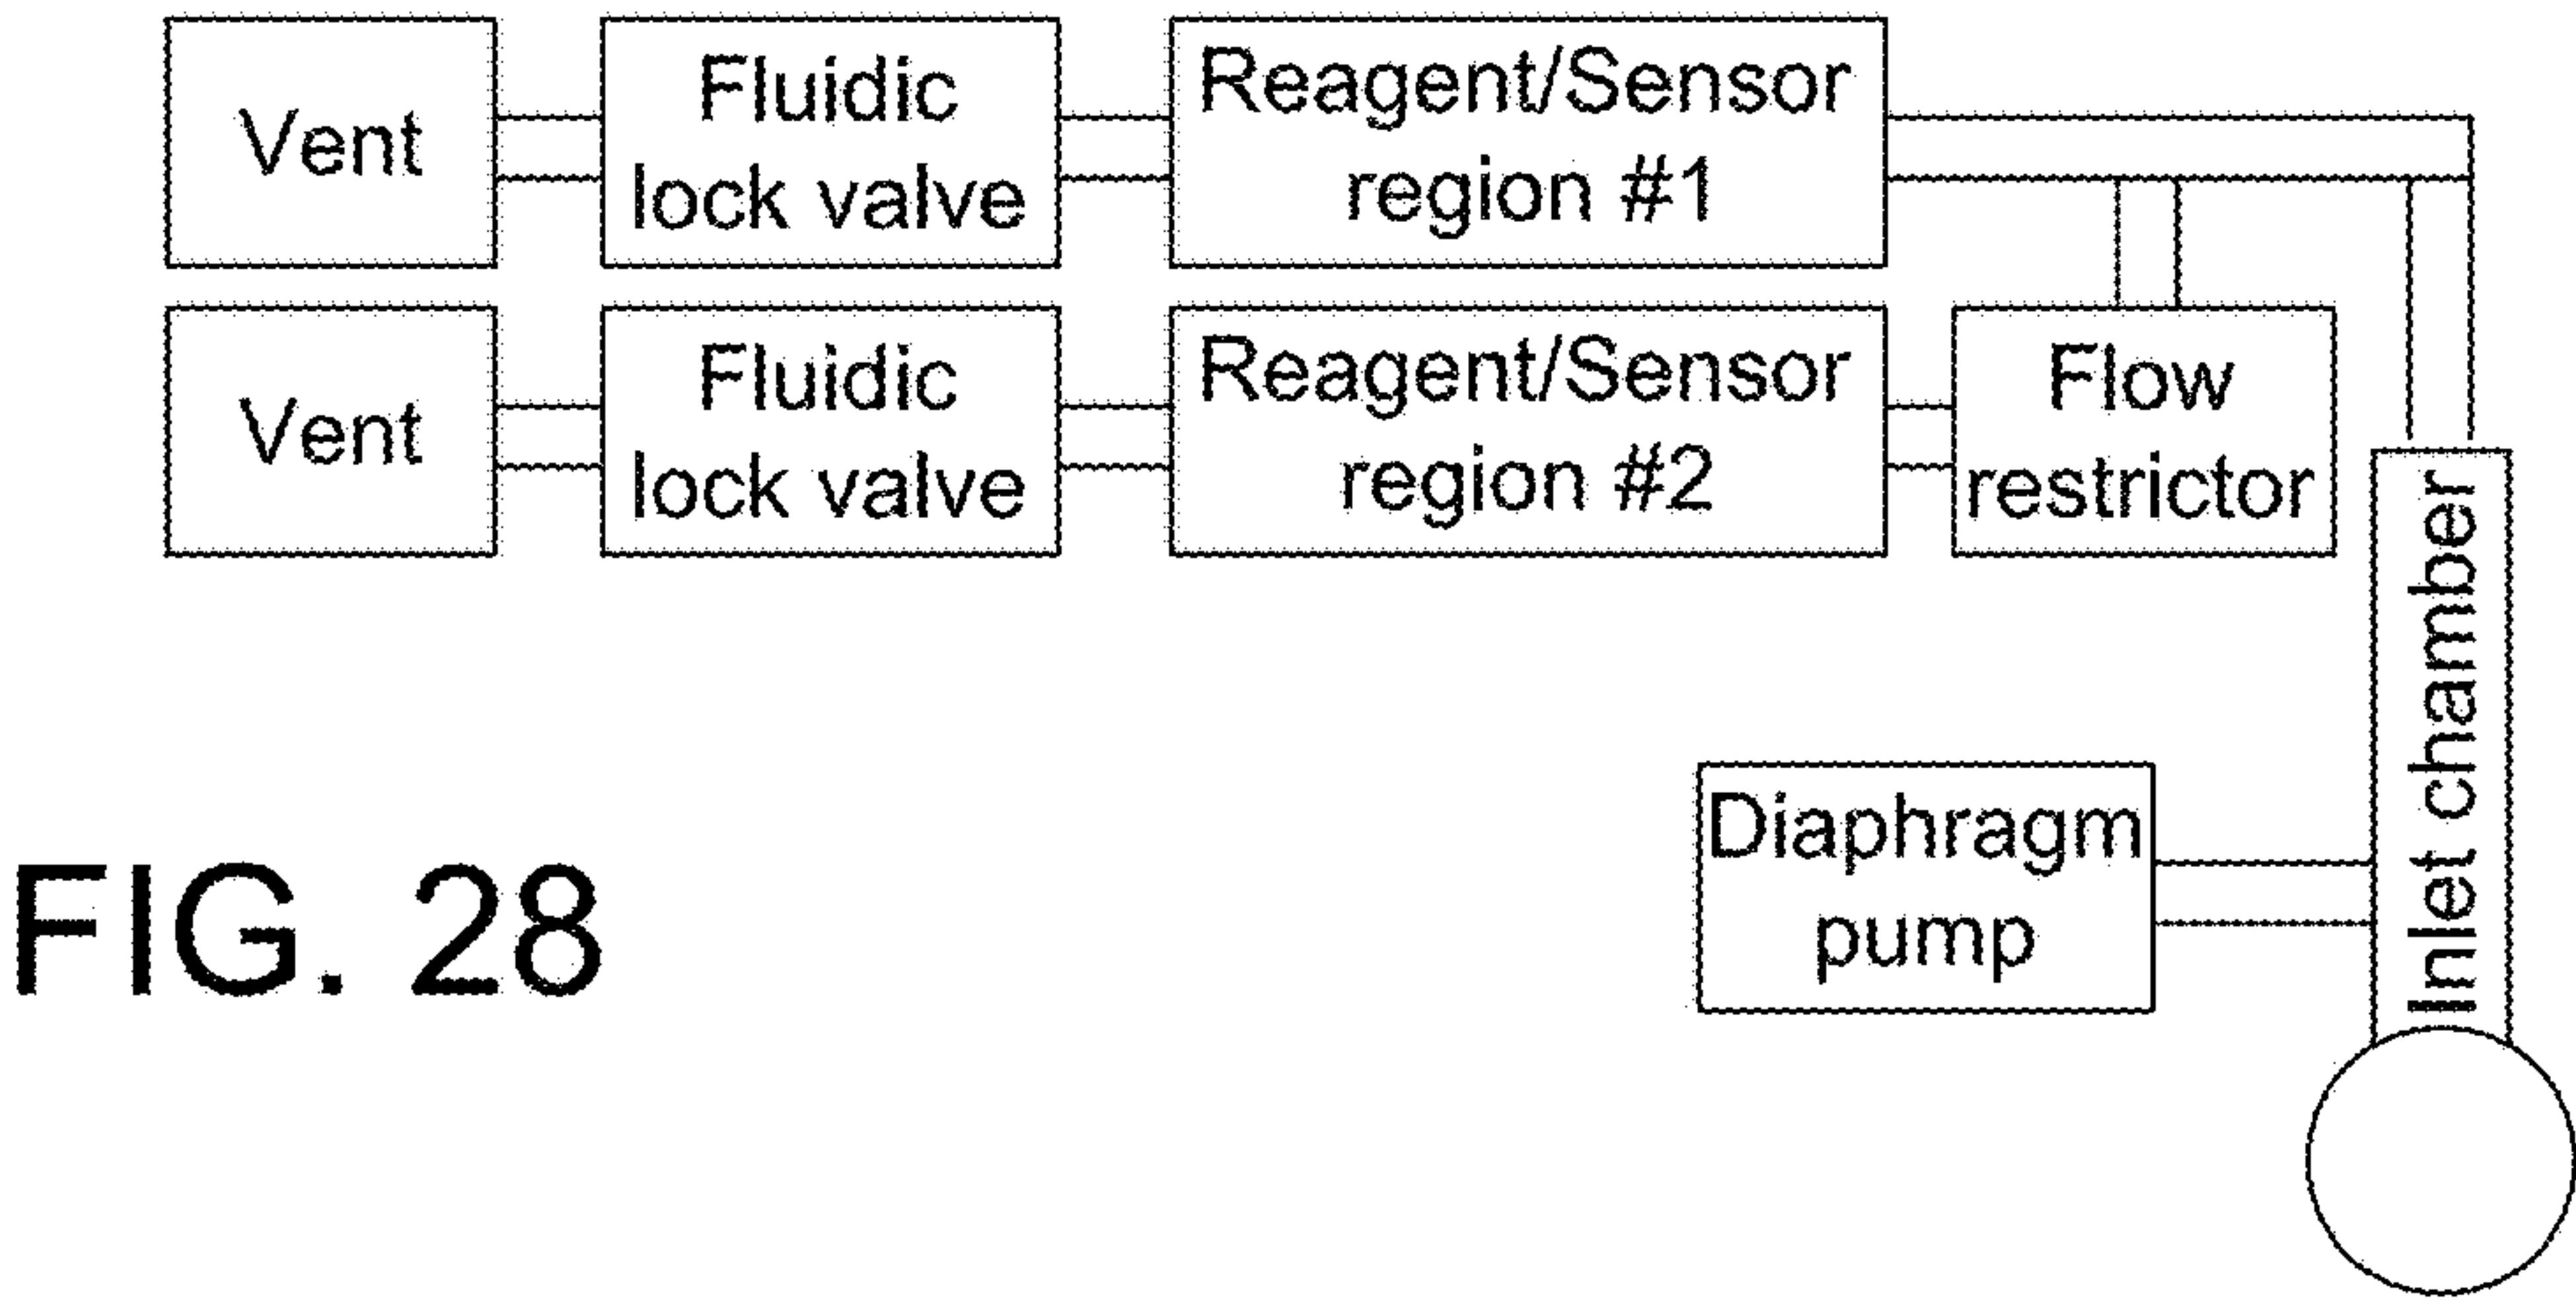 Vent
Fluidic
lock valve
Reagent/Sensor
region #1
Vent
Fluidic
lock valve
Reagent/Sensor
region #2
Flow
restrictor
Inlet chamber
Diaphragm
pump
FIG. 28